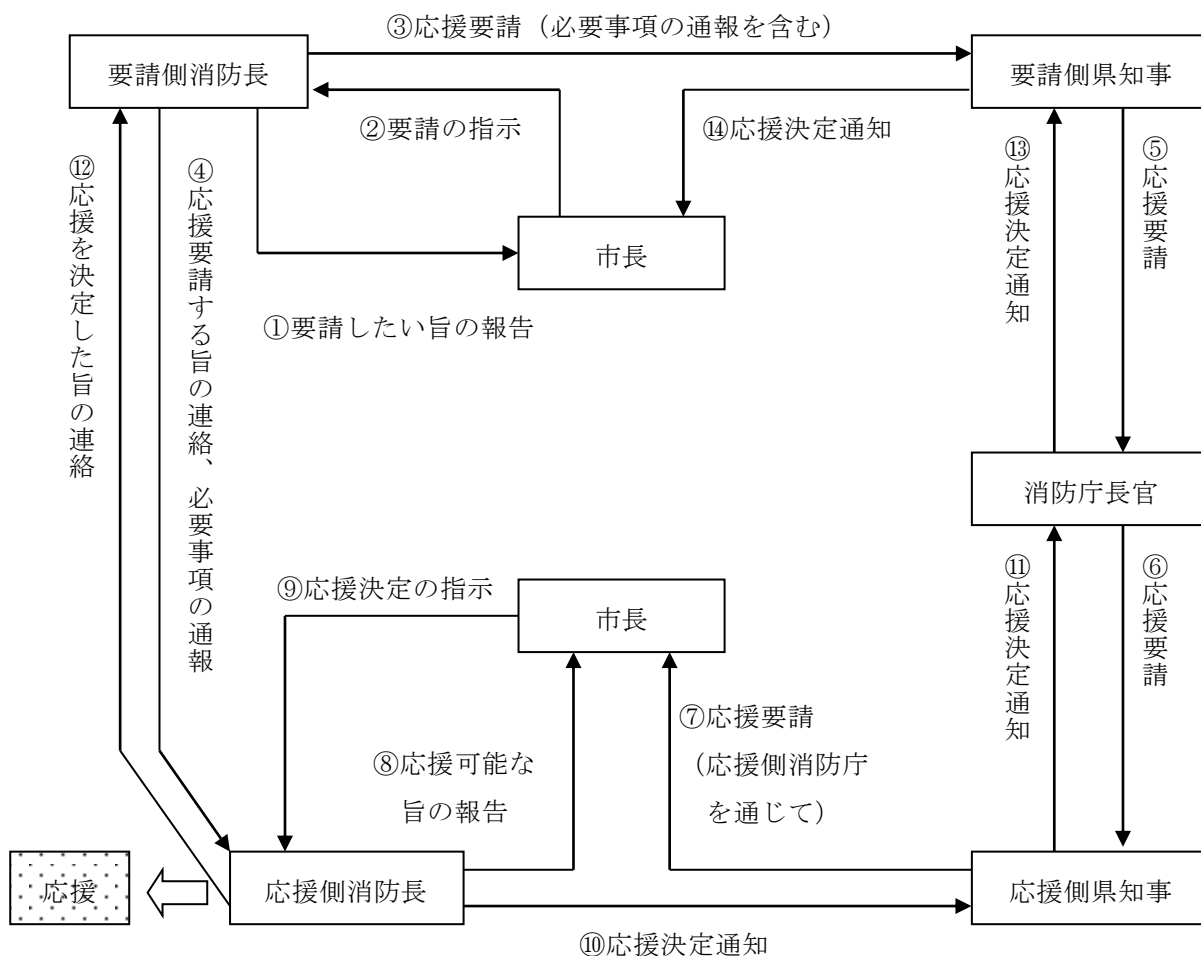 ③応援要請（必要事項の通報を含む）
要請側消防長
要請側県知事
②要請の指示
⑭応援決定通知
⑫応援を決定した旨の連絡
④応援要請する旨の連絡、必要事項の通報
⑬応援決定通知
⑤応援要請
市長
①要請したい旨の報告
消防庁長官
⑨応援決定の指示
市長
⑪応援決定通知
⑥応援要請
⑦応援要請
（応援側消防庁
を通じて）
⑧応援可能な
旨の報告
応援
応援側消防長
応援側県知事
⑩応援決定通知